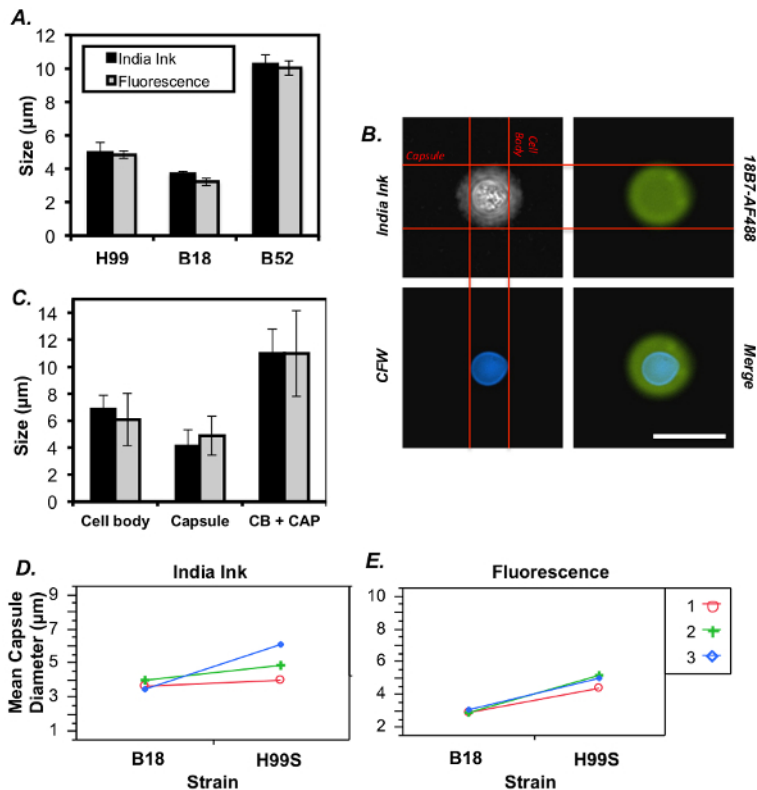 A.
India Ink
Fluorescence
Size (μm)
12
10
8
6
4
2
0
H99
B18
B52
B.
Capsule
Cell
Body
India Ink
18B7-AF488
CFW
Merge
C.
Size (μm)
14
12
10
8
6
4
2
0
Cell body
Capsule
CB + CAP
D.
India Ink
Mean Capsule
Diameter (μm)
9
7
5
3
1
B18
H99S
Strain
E.
Fluorescence
10
8
6
4
2
B18
H99S
Strain
1
2
3